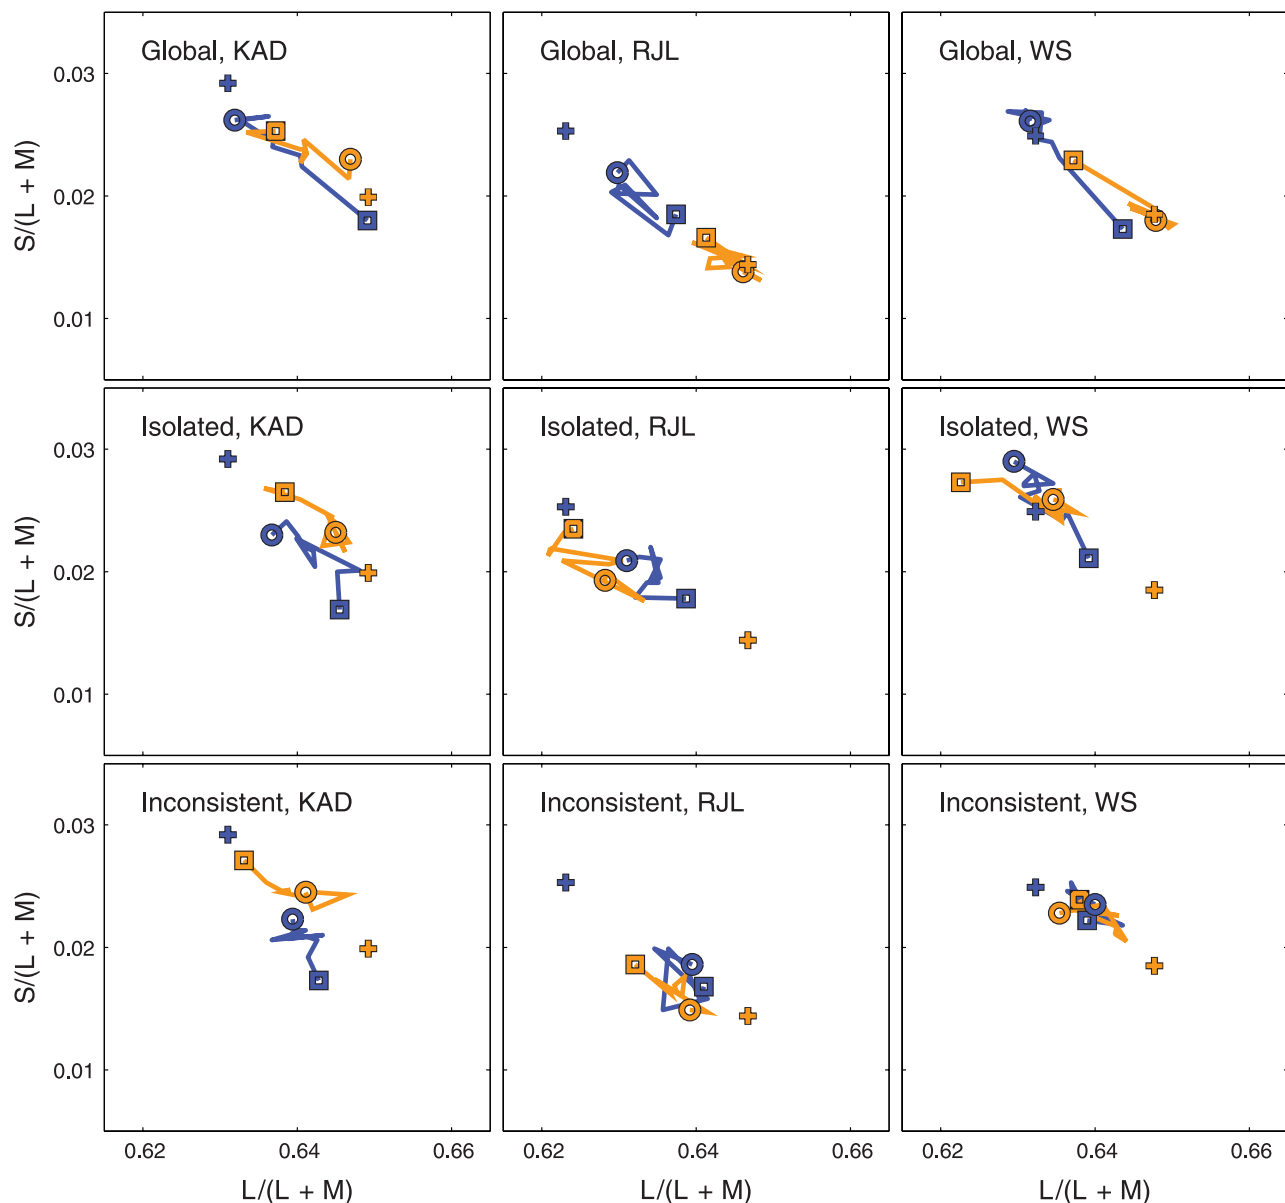 Global, KAD
Global, RJL
Global, WS
0.03
0.02
0.01
S/(L + M)
Isolated, KAD
Isolated, RJL
Isolated, WS
0.03
0.02
0.01
S/(L + M)
Inconsistent, KAD
Inconsistent, RJL
Inconsistent, WS
0.03
0.02
0.01
S/(L + M)
0.62 0.64 0.66 0.62 0.64 0.66 0.62 0.64 0.66
L/(L + M) L/(L + M) L/(L + M)